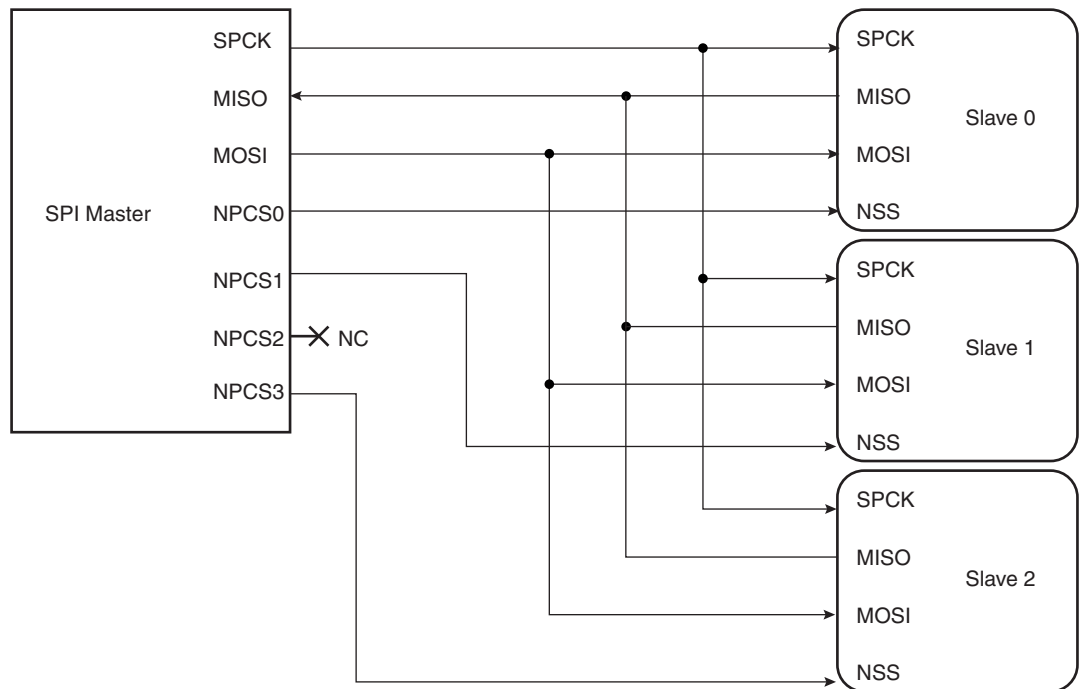 SPI Master
SPCK
MISO
MOSI
NPCS0
NPCS1
NPCS2
NC
NPCS3
SPCK
MISO
Slave 0
MOSI
NSS
SPCK
MISO
Slave 1
MOSI
NSS
SPCK
MISO
Slave 2
MOSI
NSS